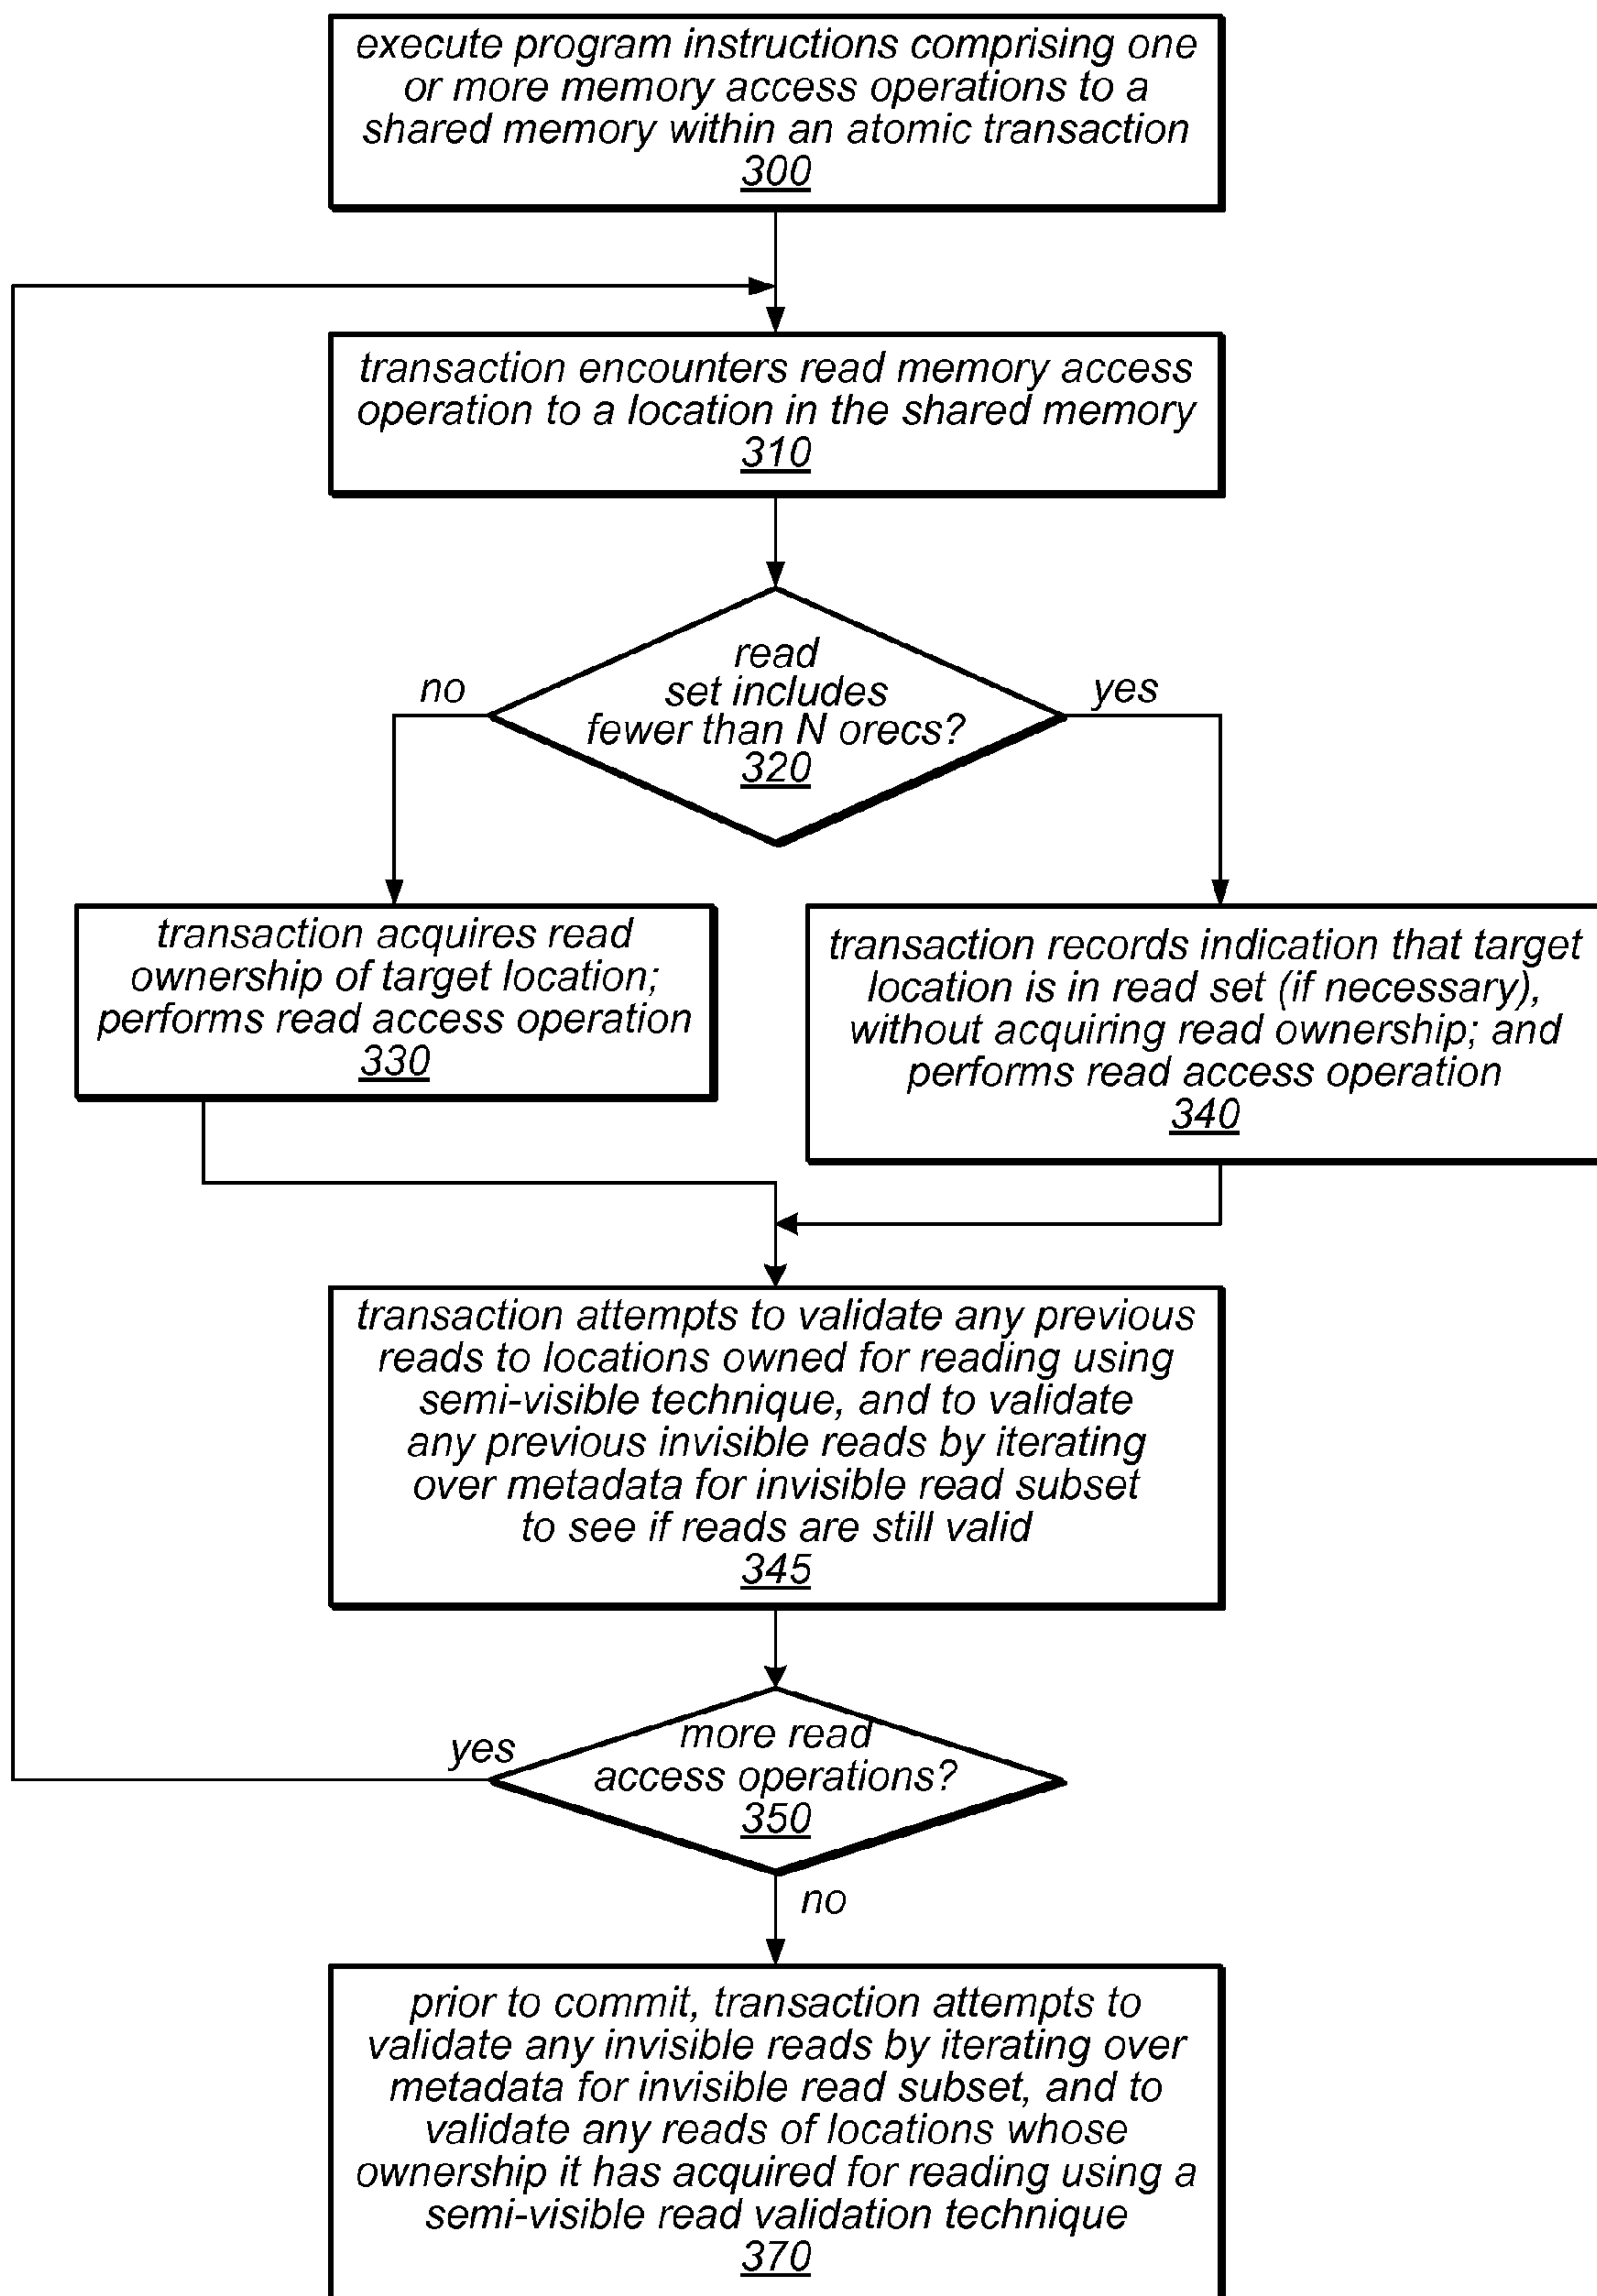 execute program instructions comprising one
or more memory access operations to a
shared memory within an atomic transaction
300
transaction encounters read memory access
operation to a location in the shared memory
310
read
set includes
fewer than N orecs?
320
no
yes
transaction acquires read
ownership of target location;
performs read access operation
330
transaction records indication that target
location is in read set (if necessary),
without acquiring read ownership; and
performs read access operation
340
transaction attempts to validate any previous
reads to locations owned for reading using
semi-visible technique, and to validate
any previous invisible reads by iterating
over metadata for invisible read subset
to see if reads are still valid
345
more read
access operations?
350
yes
no
prior to commit, transaction attempts to
validate any invisible reads by iterating over
metadata for invisible read subset, and to
validate any reads of locations whose
ownership it has acquired for reading using a
semi-visible read validation technique
370